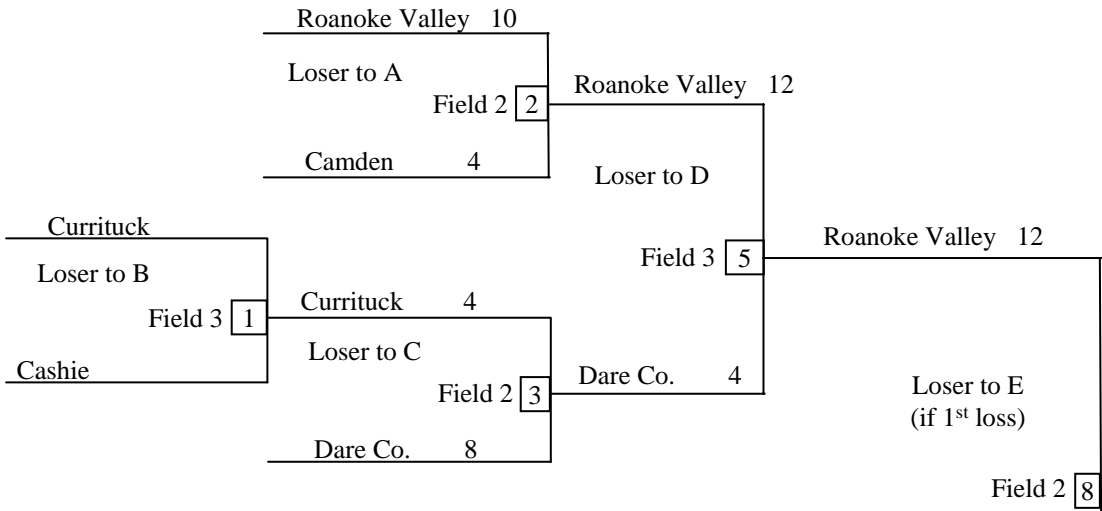 Roanoke Valley 10
Loser to A
Roanoke Valley 12
Field 2 2
Camden 4
Loser to D
Currituck
Roanoke Valley 12
Field 3 5
Loser to B
Currituck 4
Field 3 1
Loser to C
Cashie
Dare Co. 4
Loser to E
Field 2 3
(if 1st loss)
Dare Co. 8
Field 2 8